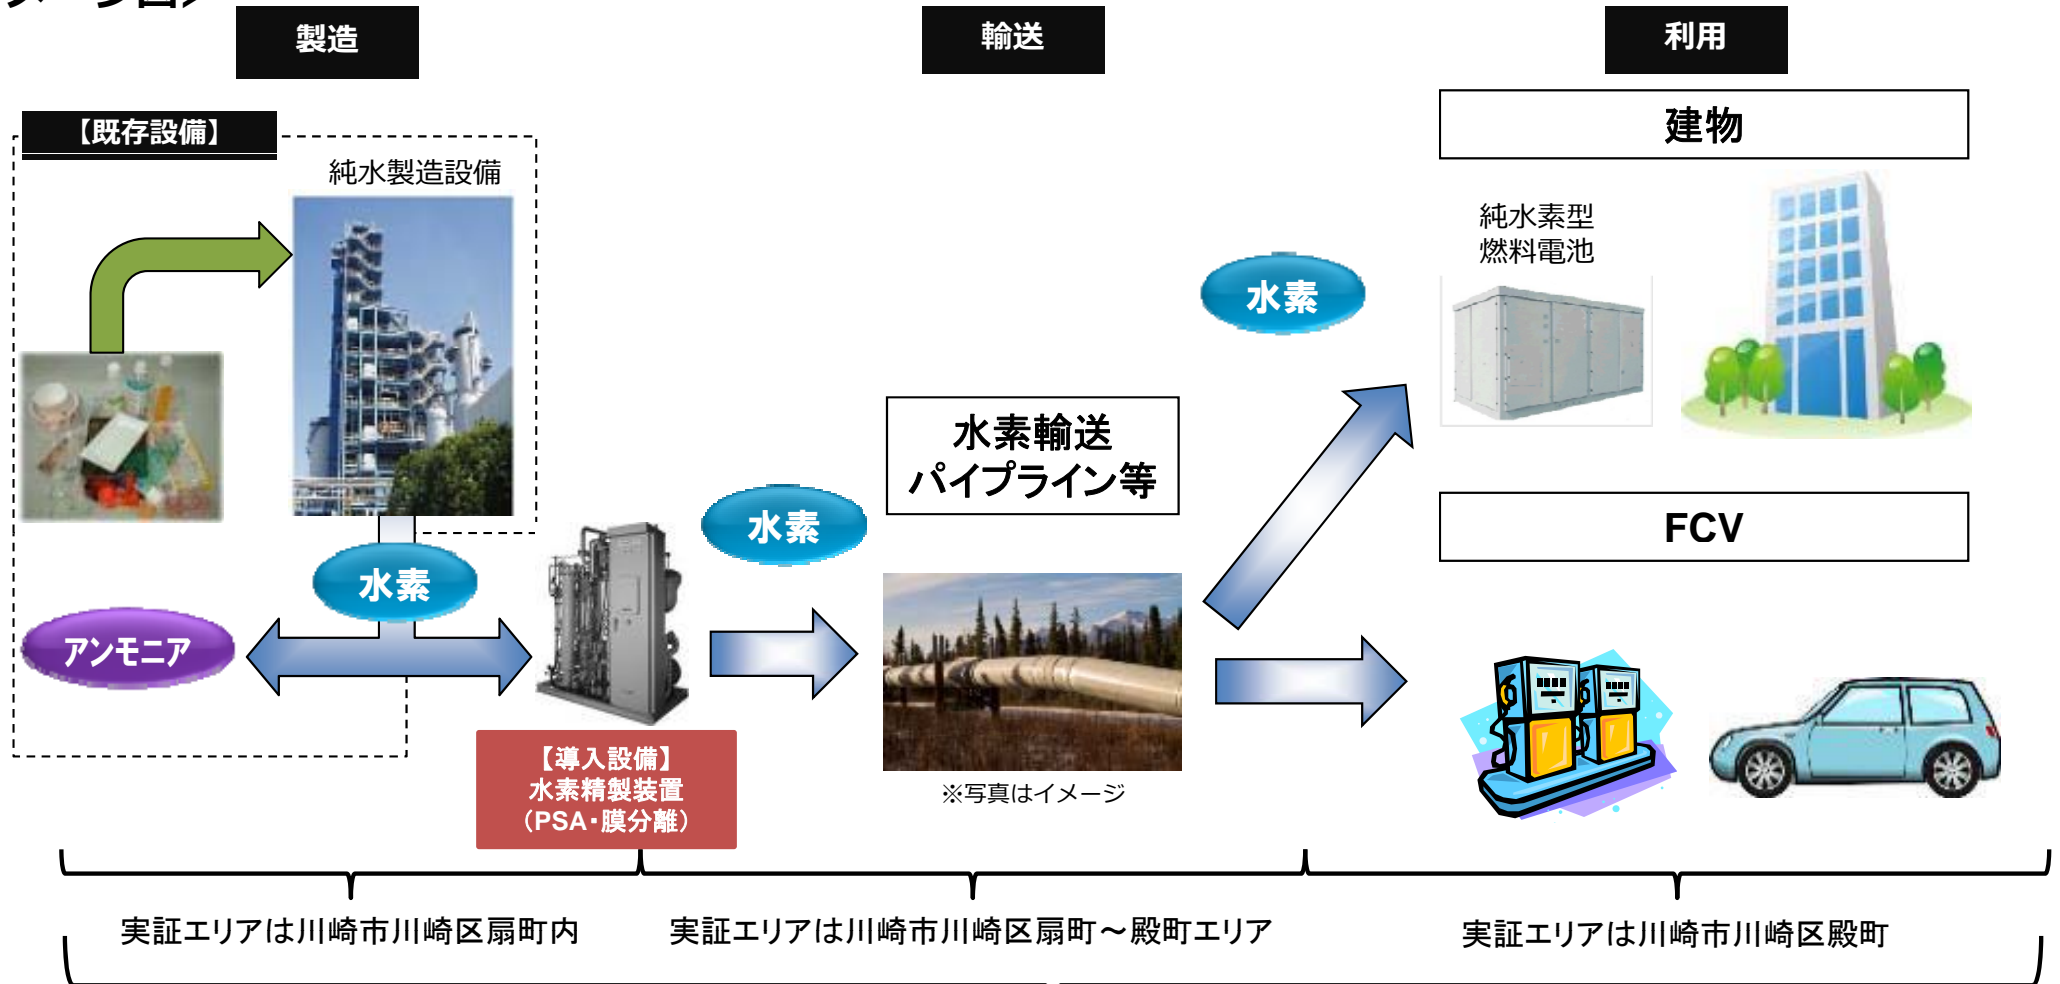 製造
輸送
利用
【既存設備】
純水製造設備
水素
アンモニア
【導入設備】
水素精製装置
（PSA・膜分離）
水素
水素輸送
パイプライン等
※写真はイメージ
水素
建物
純水素型
燃料電池
FCV
実証エリアは川崎市川崎区扇町内
実証エリアは川崎市川崎区扇町～殿町エリア
実証エリアは川崎市川崎区殿町